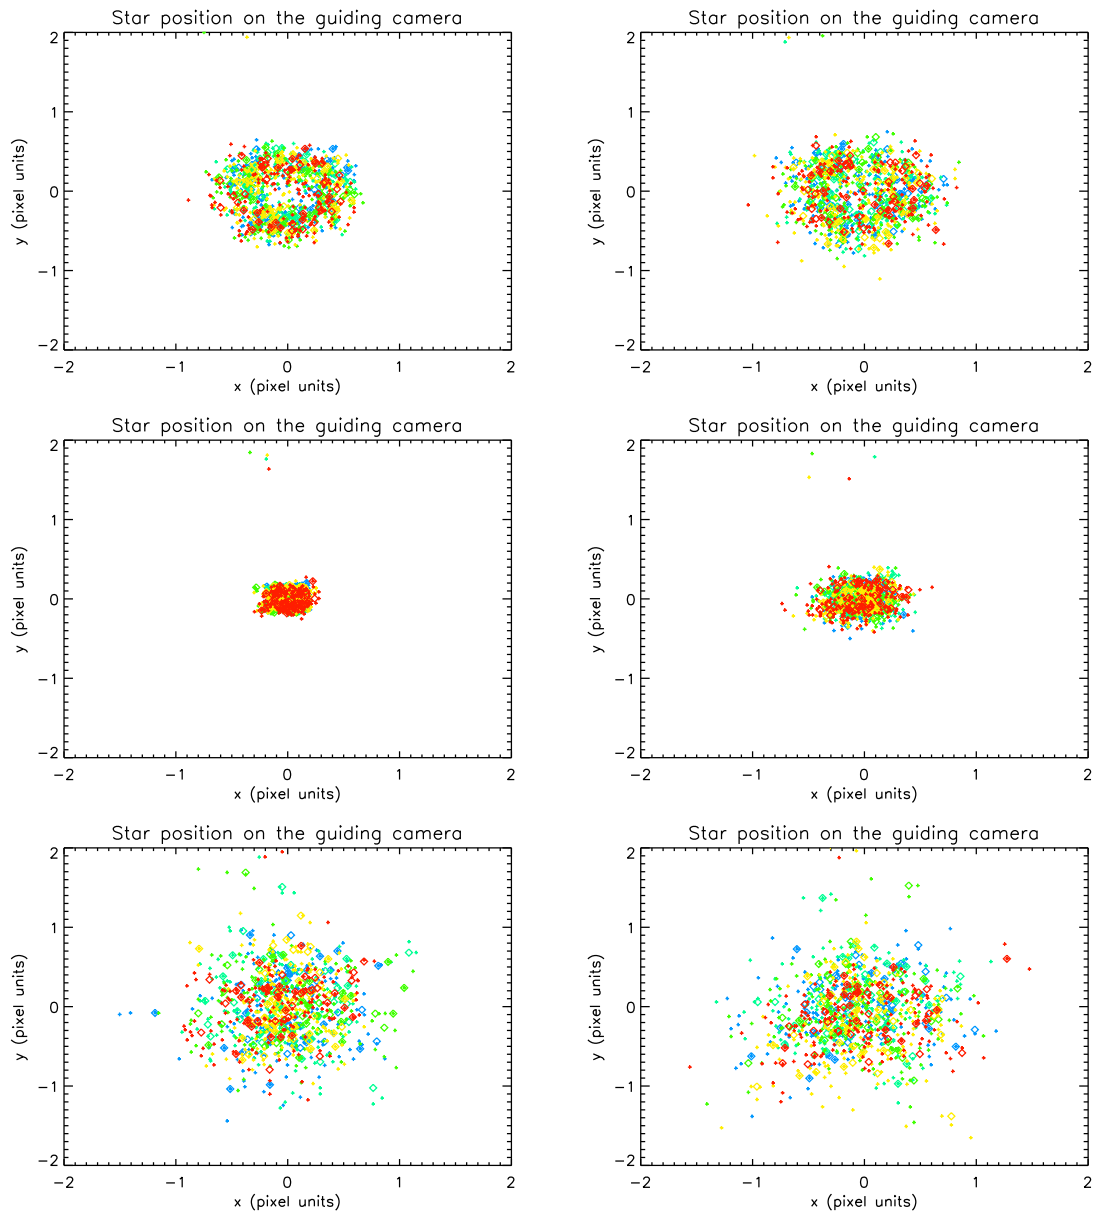 Star position on the guiding camera
Star position on the guiding camera
2
1
0
−1
−2
y (pixel units)
−2 −1 0 1 2
x (pixel units)
2
1
0
−1
−2
y (pixel units)
−2 −1 0 1 2
x (pixel units)
Star position on the guiding camera
Star position on the guiding camera
2
1
0
−1
−2
y (pixel units)
−2 −1 0 1 2
x (pixel units)
2
1
0
−1
−2
y (pixel units)
−2 −1 0 1 2
x (pixel units)
Star position on the guiding camera
Star position on the guiding camera
2
1
0
−1
−2
y (pixel units)
−2 −1 0 1 2
x (pixel units)
2
1
0
−1
−2
y (pixel units)
−2 −1 0 1 2
x (pixel units)